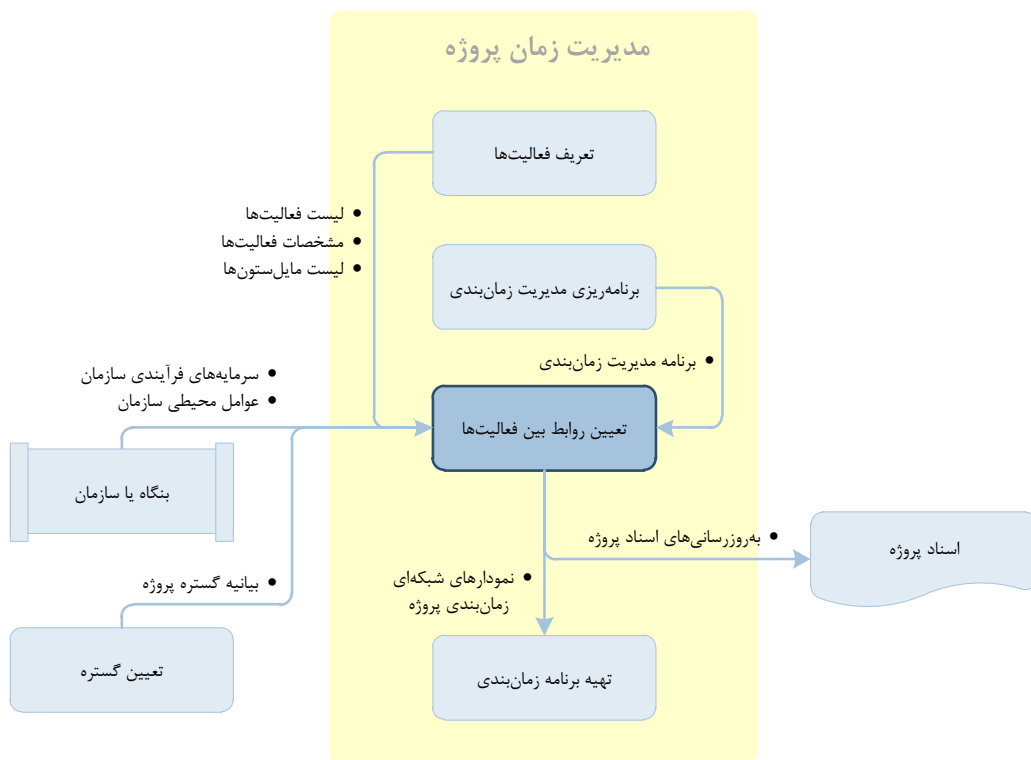 مدیریت زمان پروژه
تعریف فعالیت‌ها
• لیست فعالیت‌ها
• مشخصات فعالیت‌ها
• لیست مایل‌ستون‌ها
برنامه‌ریزی مدیریت زمان‌بندی
• برنامه مدیریت زمان‌بندی
• سرمایه‌های فرآیندی سازمان
• عوامل محیطی سازمان
تعیین روابط بین فعالیت‌ها
بنگاه یا سازمان
• به‌روزرسانی‌های اسناد پروژه
اسناد پروژه
• بیانیه گستره پروژه
• نمودارهای شبکه‌ای
زمان‌بندی پروژه
تعیین گستره
تهیه برنامه زمان‌بندی